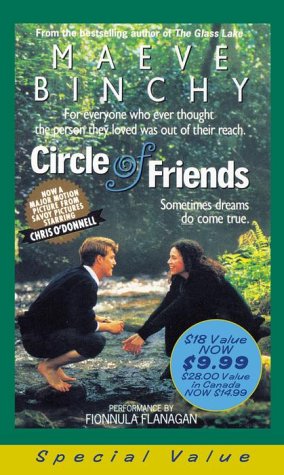 From the bestselling author of The Glass Lake
MAEVE
BINCHY
For everyone who ever thought
the person they loved was out of their reach.
Circle of Friends
Sometimes dreams
do come true.
NOW A
MAJOR MOTION
PICTURE FROM
SAVOY PICTURES
STARRING
CHRIS O'DONNELL
$18 Value
NOW
$9.99
$28.00 Value
in Canada
NOW $14.99
PERFORMANCE BY
FIONNULA FLANAGAN
Special Value